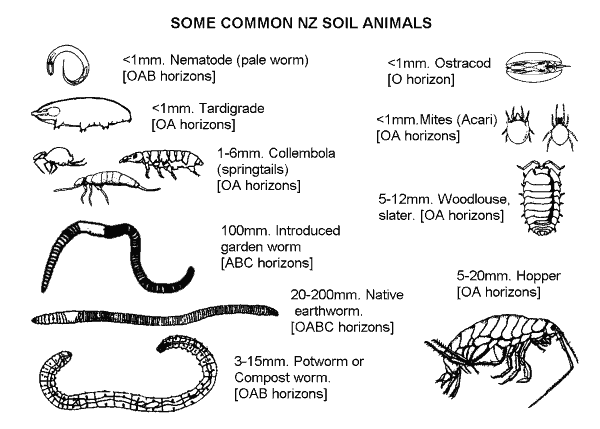 SOME COMMON NZ SOIL ANIMALS
<1mm. Nematode (pale worm)
[OAB horizons]
<1mm. Tardigrade
[OA horizons]
1-6mm. Collembola
(springtails)
[OA horizons]
100mm. Introduced
garden worm
[ABC horizons]
20-200mm. Native
earthworm.
[OABC horizons]
3-15mm. Potworm or
Compost worm.
[OAB horizons]
<1mm. Ostracod
[O horizon]
<1mm.Mites (Acari)
[OA horizons]
5-12mm. Woodlouse,
slater. [OA horizons]
5-20mm. Hopper
[OA horizons]